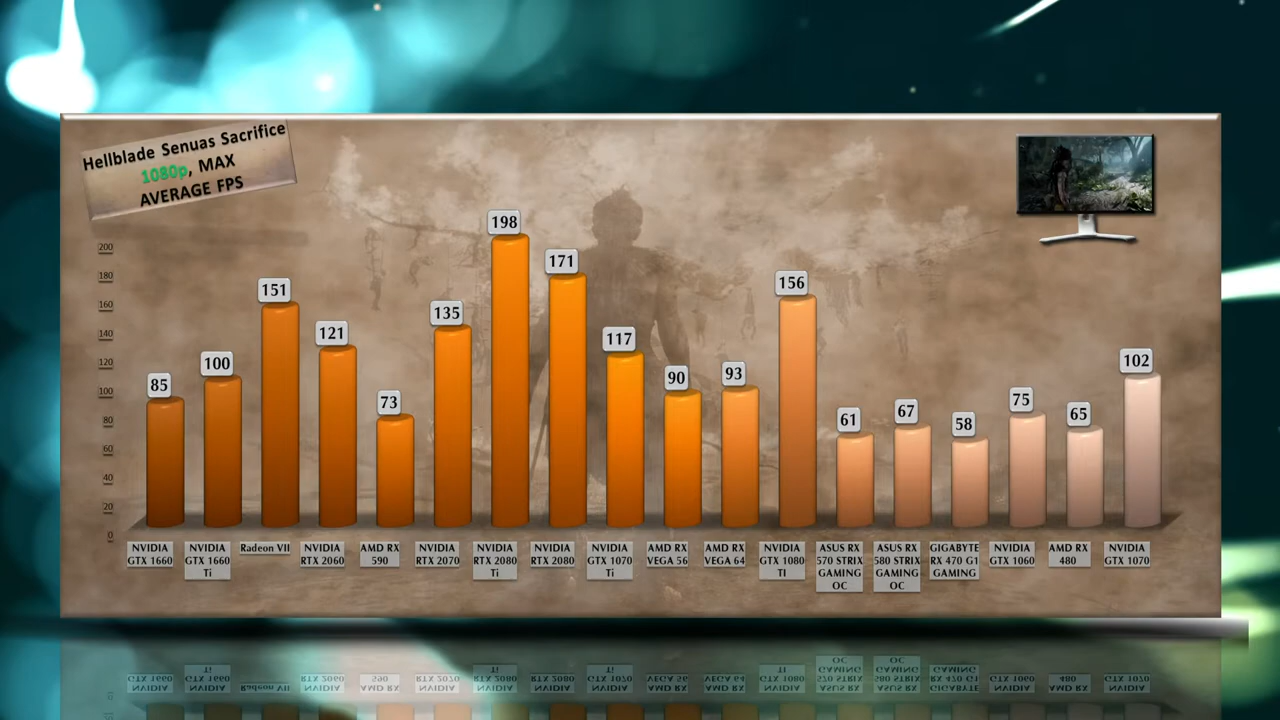 Hellblade Senuas Sacrifice
1080p, MAX
AVERAGE FPS
200
180
160
140
120
100
80
60
40
20
0
85
100
151
121
73
135
198
171
117
90
93
156
61
67
58
75
65
102
NVIDIA
GTX 1660
NVIDIA
GTX 1660
Ti
Radeon VII
NVIDIA
RTX 2060
AMD RX
590
NVIDIA
RTX 2070
NVIDIA
RTX 2080
Ti
NVIDIA
RTX 2080
NVIDIA
GTX 1070
Ti
AMD RX
VEGA 56
AMD RX
VEGA 64
NVIDIA
GTX 1080
TI
ASUS RX
570 STRIX
GAMING
OC
ASUS RX
580 STRIX
GAMING
OC
GIGABYTE
RX 470 G1
GAMING
NVIDIA
GTX 1060
AMD RX
480
NVIDIA
GTX 1070